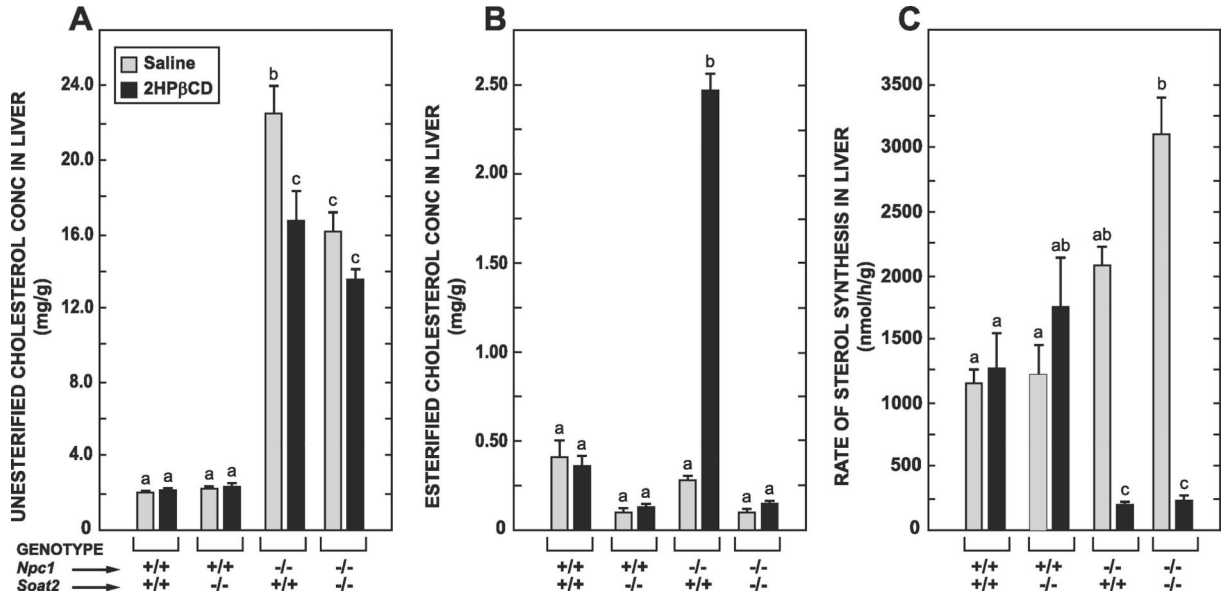 A
UNESTERIFIED CHOLESTEROL CONC IN LIVER
(mg/g)
24.0
20.0
16.0
12.0
8.0
4.0
0
Saline
2HPβCD
a a a a b c c c
B
ESTERIFIED CHOLESTEROL CONC IN LIVER
(mg/g)
2.50
2.00
1.50
1.00
0.50
0
a a a a a b a a
C
RATE OF STEROL SYNTHESIS IN LIVER
(nmol/h/g)
3500
3000
2500
2000
1500
1000
500
0
a a a ab ab c b c
GENOTYPE
Npc1 +/+ +/+ -/- -/- +/+ +/+ -/- -/- +/+ +/+ -/- -/-
Soat2 +/+ -/- +/+ -/- +/+ -/- +/+ -/- +/+ -/- +/+ -/-